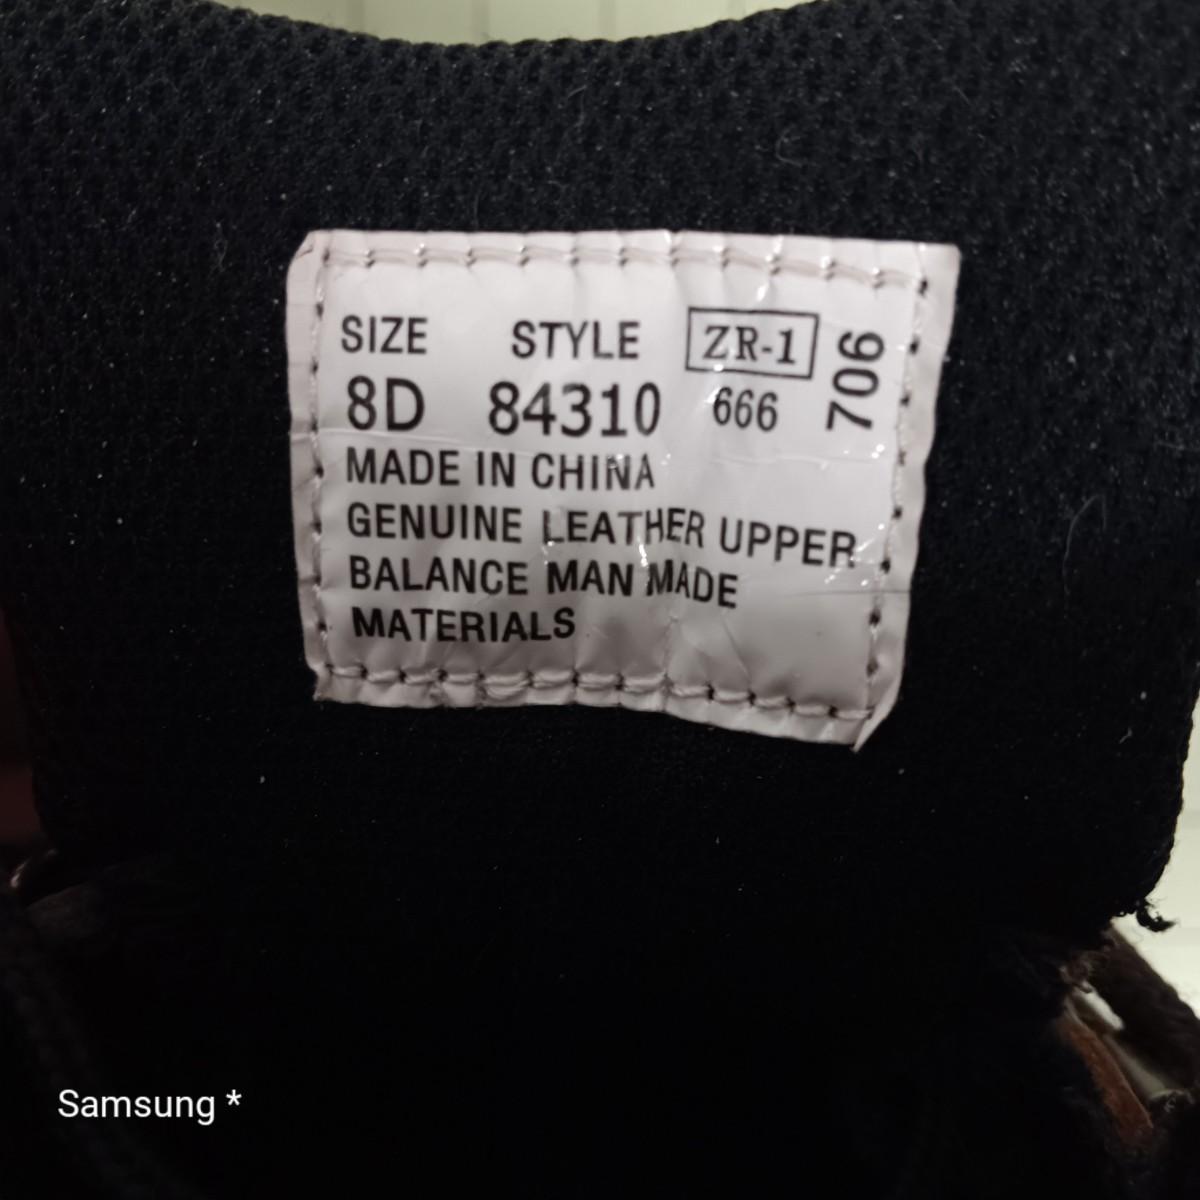 SIZE STYLE ZR-1 706
8D 84310 666
MADE IN CHINA
GENUINE LEATHER UPPER
BALANCE MAN MADE
MATERIALS
Samsung *